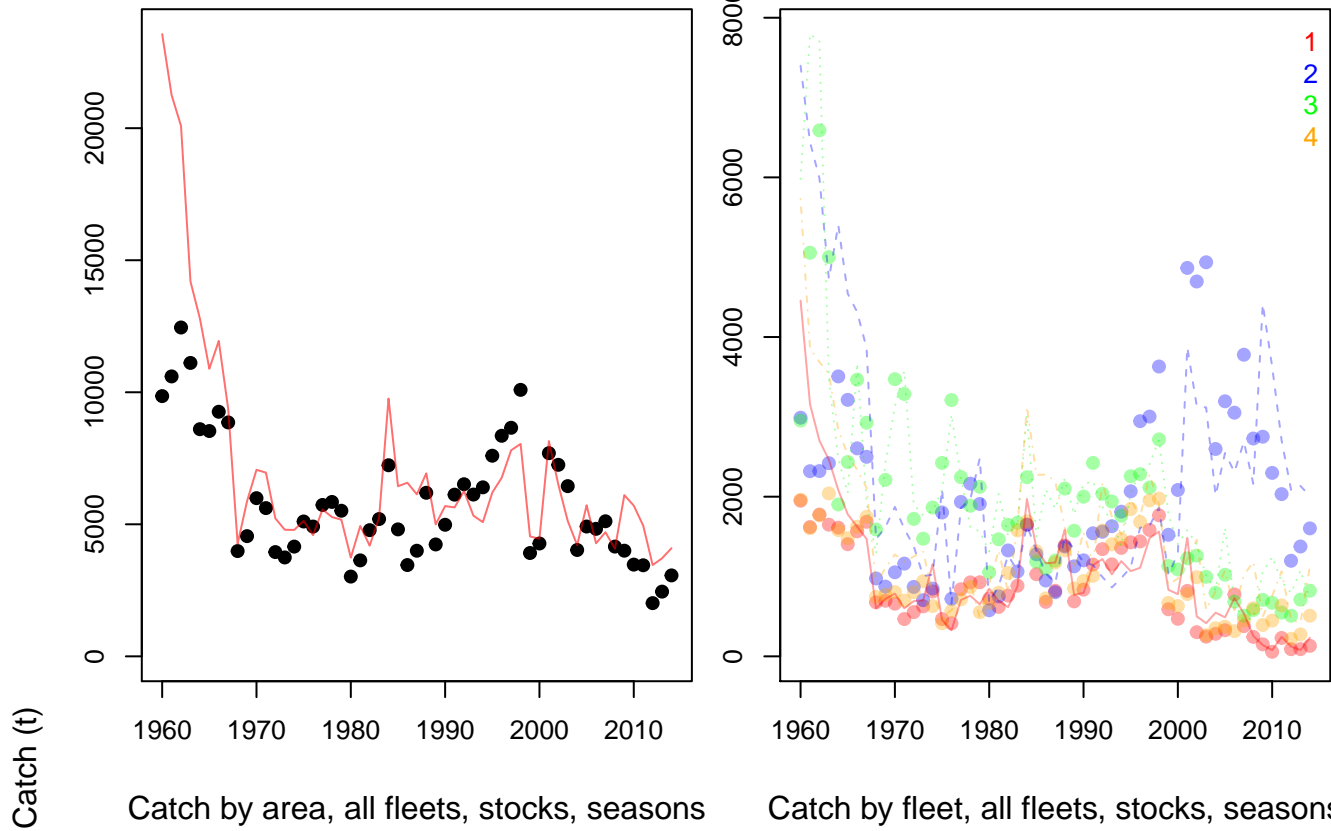 Catch (t)
0
5000
10000
15000
20000
1960 1970 1980 1990 2000 2010
Catch by area, all fleets, stocks, seasons
0
2000
4000
6000
8000
1
2
3
4
1960 1970 1980 1990 2000 2010
Catch by fleet, all fleets, stocks, seasons